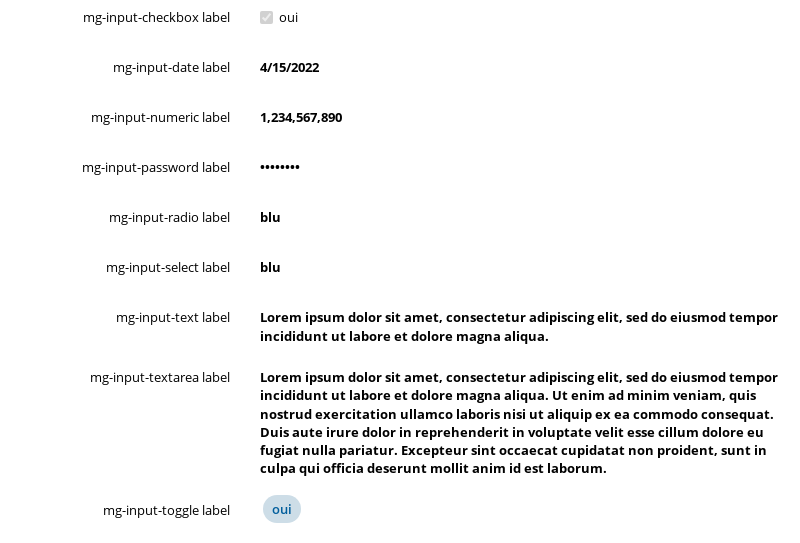 mg-input-checkbox label oui
mg-input-date label 4/15/2022
mg-input-numeric label 1,234,567,890
mg-input-password label ••••••••
mg-input-radio label blu
mg-input-select label blu
mg-input-text label Lorem ipsum dolor sit amet, consectetur adipiscing elit, sed do eiusmod tempor
incididunt ut labore et dolore magna aliqua.
mg-input-textarea label Lorem ipsum dolor sit amet, consectetur adipiscing elit, sed do eiusmod tempor
incididunt ut labore et dolore magna aliqua. Ut enim ad minim veniam, quis
nostrud exercitation ullamco laboris nisi ut aliquip ex ea commodo consequat.
Duis aute irure dolor in reprehenderit in voluptate velit esse cillum dolore eu
fugiat nulla pariatur. Excepteur sint occaecat cupidatat non proident, sunt in
culpa qui officia deserunt mollit anim id est laborum.
mg-input-toggle label oui